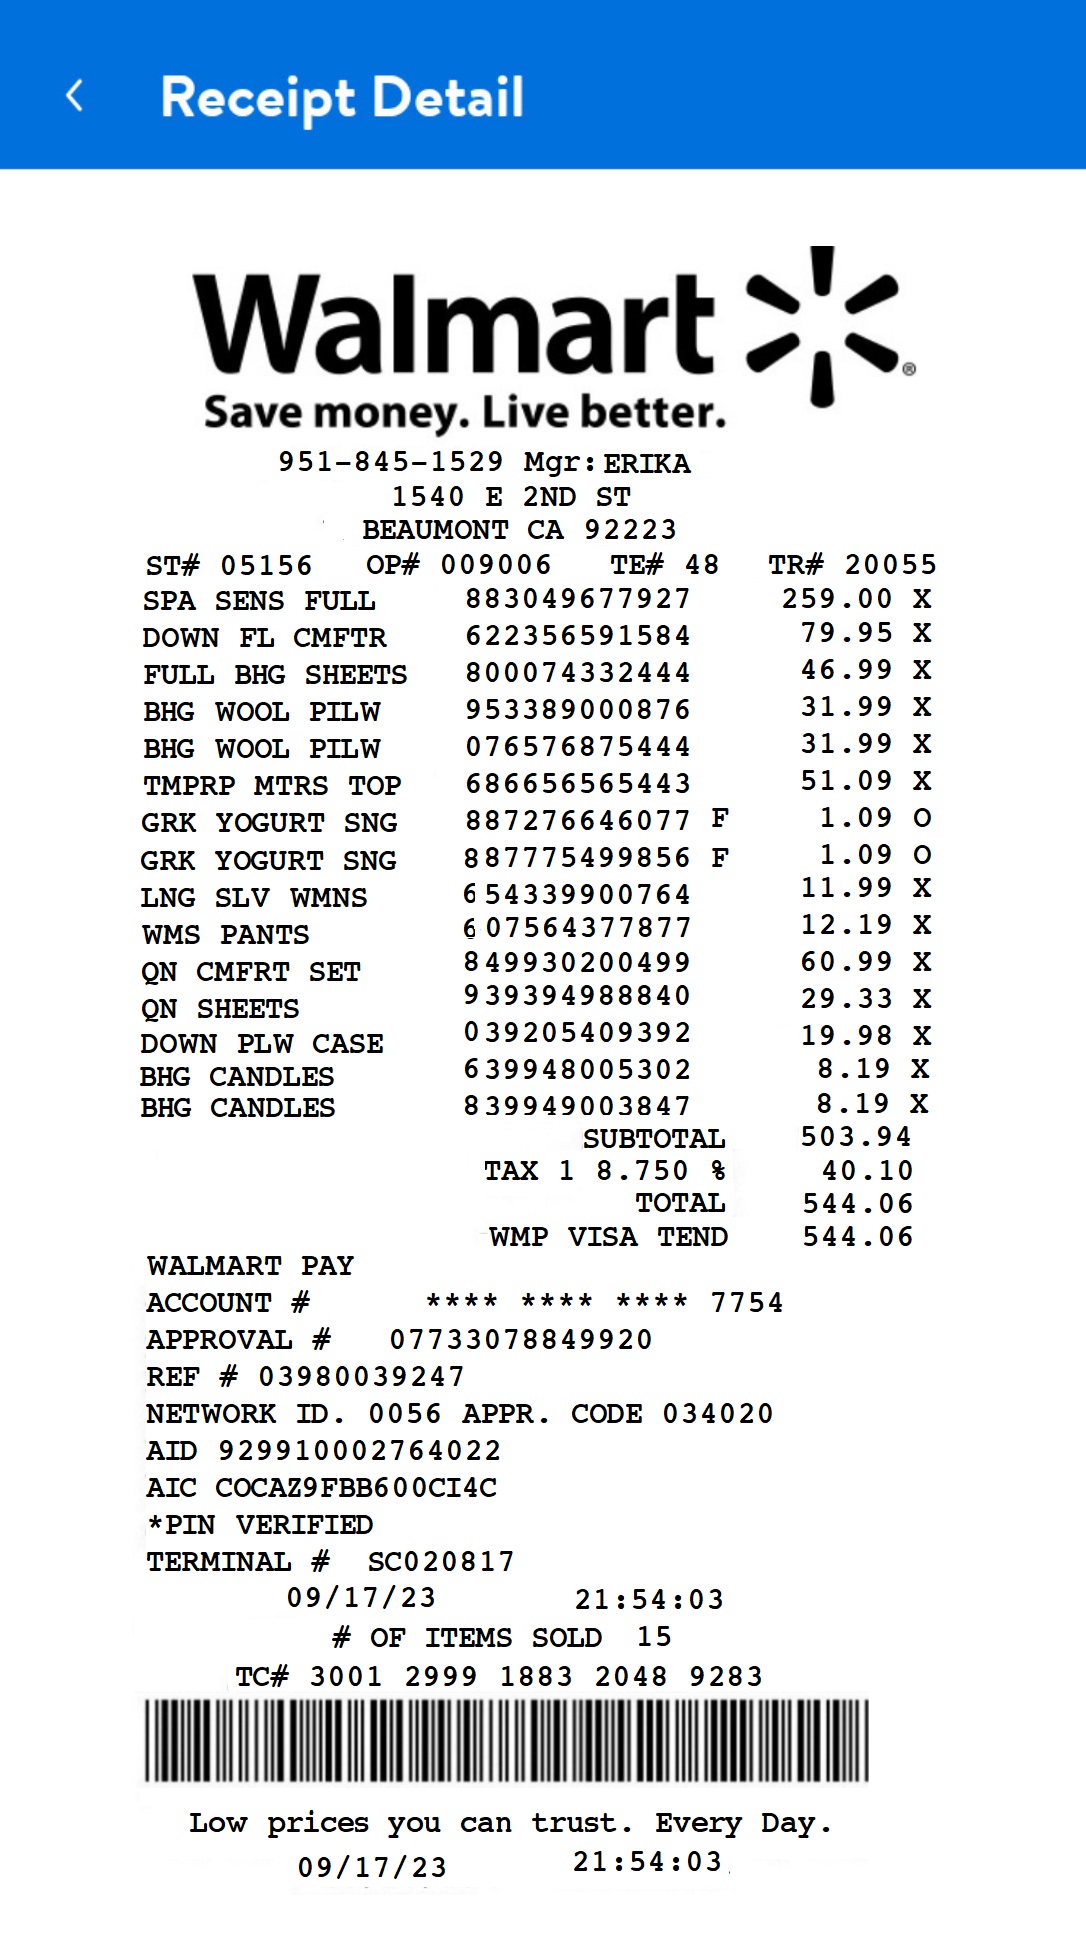 Receipt Detail
Walmart
Save money. Live better.
951-845-1529 Mgr: ERIKA
1540 E 2ND ST
BEAUMONT CA 92223
ST# 05156 OP# 009006 TE# 48 TR# 20055
SPA SENS FULL 883049677927 259.00 X
DOWN FL CMFTR 622356591584 79.95 X
FULL BHG SHEETS 800074332444 46.99 X
BHG WOOL PILW 953389000876 31.99 X
BHG WOOL PILW 076576875444 31.99 X
TMPRP MTRS TOP 686656565443 51.09 X
GRK YOGURT SNG 887276646077 F 1.09 O
GRK YOGURT SNG 887775499856 F 1.09 O
LNG SLV WMNS 654339900764 11.99 X
WMS PANTS 607564377877 12.19 X
QN CMFRT SET 849930200499 60.99 X
QN SHEETS 939394988840 29.33 X
DOWN PLW CASE 039205409392 19.98 X
BHG CANDLES 639948005302 8.19 X
BHG CANDLES 839949003847 8.19 X
SUBTOTAL 503.94
TAX 1 8.750 % 40.10
TOTAL 544.06
WMP VISA TEND 544.06
WALMART PAY
ACCOUNT # **** **** **** 7754
APPROVAL # 07733078849920
REF # 03980039247
NETWORK ID. 0056 APPR. CODE 034020
AID 929910002764022
AIC COCAZ9FBB600CI4C
*PIN VERIFIED
TERMINAL # SC020817
09/17/23 21:54:03
# OF ITEMS SOLD 15
TC# 3001 2999 1883 2048 9283
Low prices you can trust. Every Day.
09/17/23 21:54:03